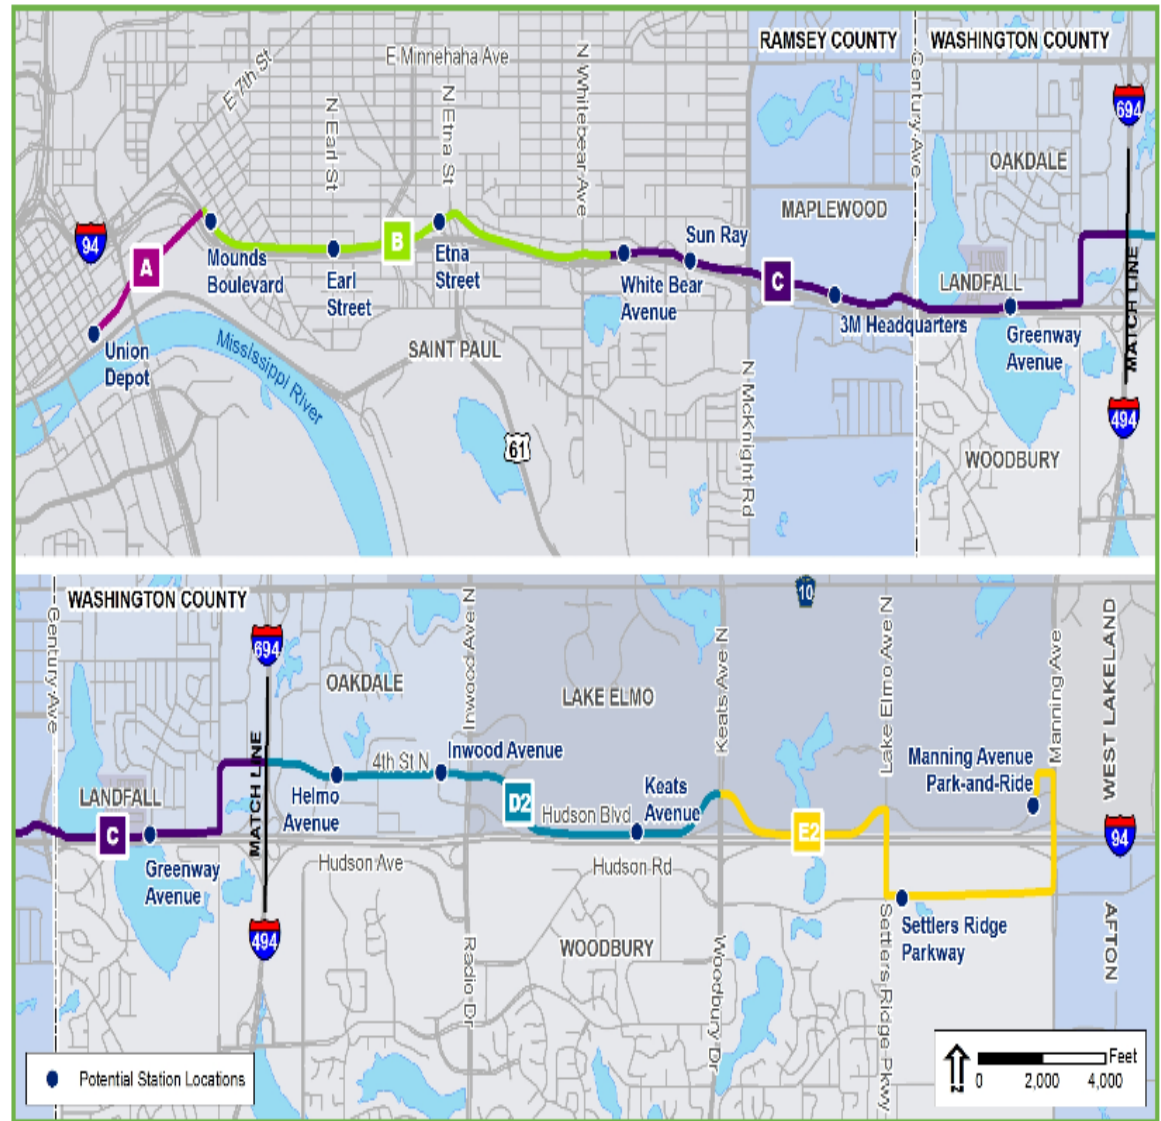 RAMSEY COUNTY
WASHINGTON COUNTY
E Minnehaha Ave
E 7th St
N Earl St
N Etna St
N Whitebear Ave
Century Ave
694
OAKDALE
MAPLEWOOD
94
A
Mounds
Boulevard
B
Earl
Street
Etna
Street
Sun Ray
White Bear
Avenue
C
LANDFALL
3M Headquarters
Greenway
Avenue
MATCH LINE
Union
Depot
Mississippi River
SAINT PAUL
N McKnight Rd
61
494
WOODBURY
WASHINGTON COUNTY
Century Ave
694
OAKDALE
Inwood Ave N
LAKE ELMO
Keats Ave N
10
Lake Elmo Ave N
Manning Ave
WEST LAKELAND
MATCH LINE
4th St N
Inwood Avenue
Manning Avenue
Park-and-Ride
LANDFALL
Helmo
Avenue
D2
Hudson Blvd
Keats
Avenue
E2
C
94
Greenway
Avenue
Hudson Ave
Hudson Rd
494
Radio Dr
WOODBURY
Woodbury Dr
Settlers Ridge
Parkway
Settlers Ridge Pkwy
AFTON
Potential Station Locations
N
Feet
0 2,000 4,000